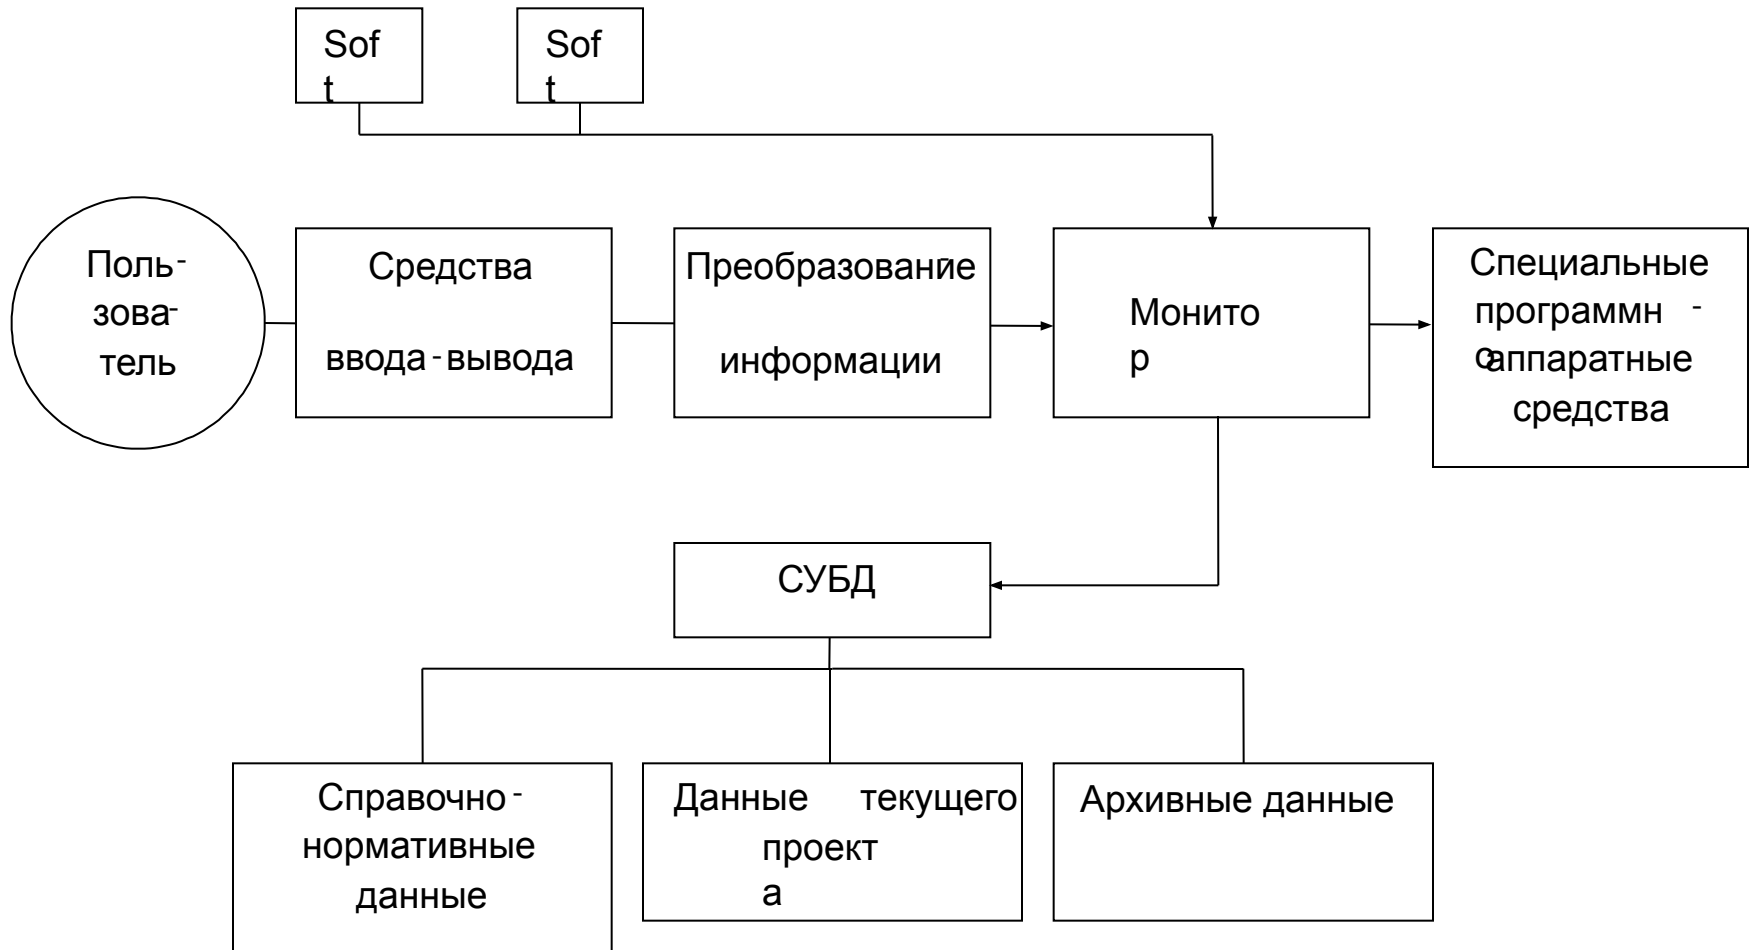 Sof
t
Sof
t
Поль-
зова-
тель
Средства
ввода-вывода
Преобразование
информации
Монито
р
Специальные
программн -
о
аппаратные
средства
СУБД
Справочно-
нормативные
данные
Данные текущего
проект
а
Архивные данные